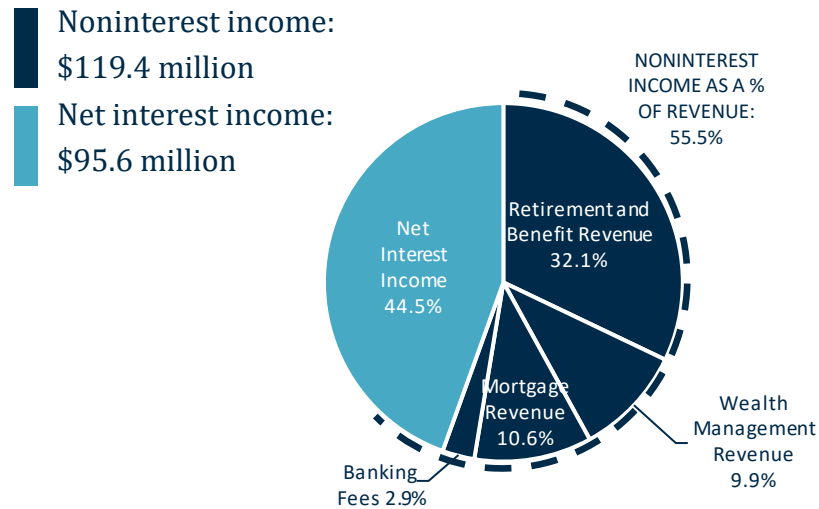 Noninterest income:
$119.4 million
Net interest income:
$95.6 million
NONINTEREST
INCOME AS A %
OF REVENUE:
55.5%
Retirement and
Benefit Revenue
32.1%
Net
Interest
Income
44.5%
Mortgage
Revenue
10.6%
Wealth
Management
Revenue
9.9%
Banking
Fees 2.9%